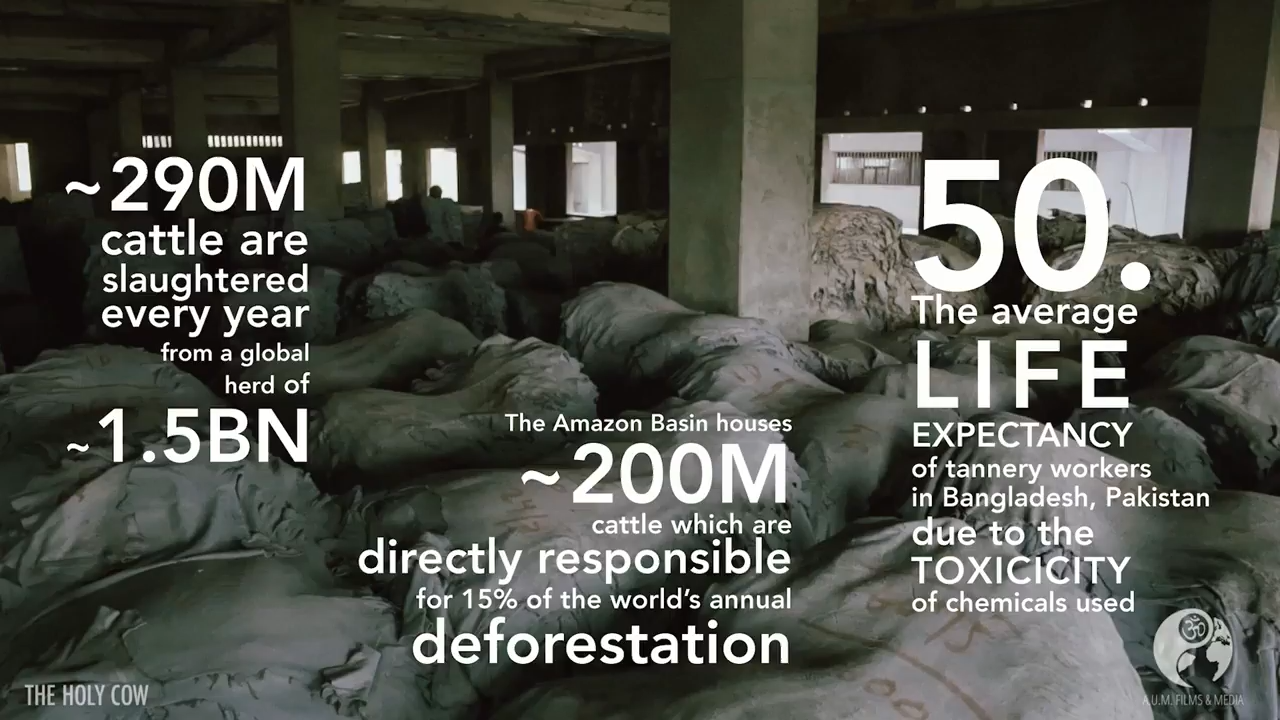 ~290M
cattle are
slaughtered
every year
from a global
herd of
~1.5BN
The Amazon Basin houses
~200M
cattle which are
directly responsible
for 15% of the world's annual
deforestation
50.
The average
LIFE
EXPECTANCY
of tannery workers
in Bangladesh, Pakistan
due to the
TOXICICITY
of chemicals used
THE HOLY COW
ॐ
A.U.M. FILMS & MEDIA